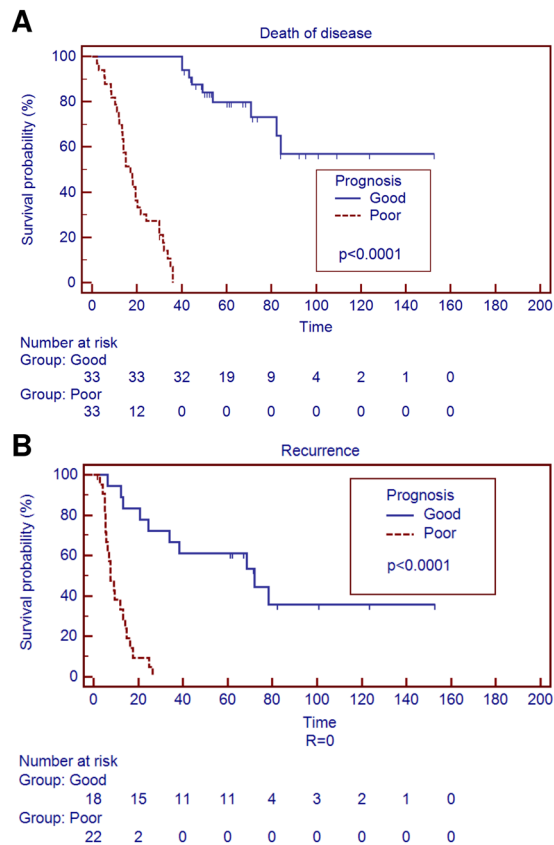 A
Death of disease
Survival probability (%)
100
80
60
40
20
0
Prognosis
Good
Poor
p<0.0001
0 20 40 60 80 100 120 140 160 180 200
Time
Number at risk
Group: Good
33 33 32 19 9 4 2 1 0
Group: Poor
33 12 0 0 0 0 0 0 0
B
Recurrence
Survival probability (%)
100
80
60
40
20
0
Prognosis
Good
Poor
p<0.0001
0 20 40 60 80 100 120 140 160 180 200
Time
R=0
Number at risk
Group: Good
18 15 11 11 4 3 2 1 0
Group: Poor
22 2 0 0 0 0 0 0 0